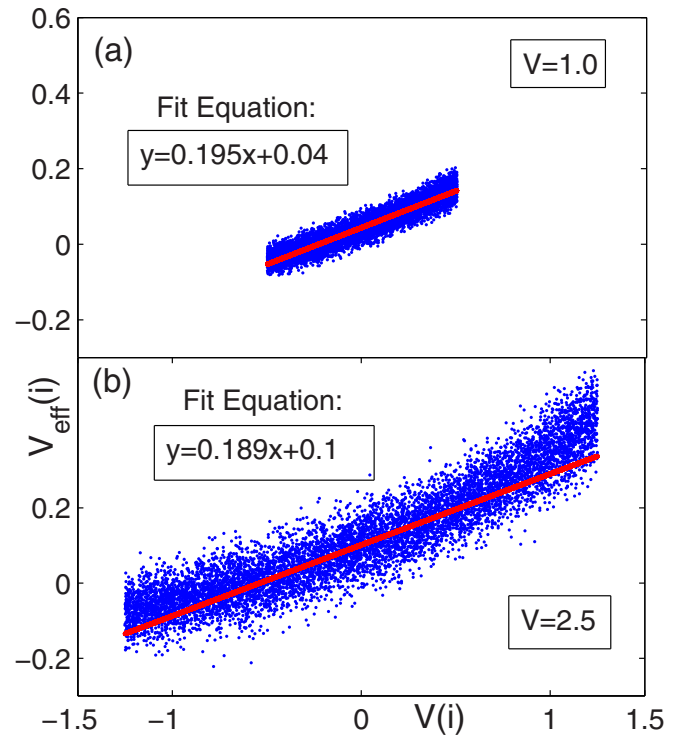 0.6
(a)
V=1.0
0.4
Fit Equation:
y=0.195x+0.04
0.2
0
−0.2
(b)
Fit Equation:
y=0.189x+0.1
0.2
0
V=2.5
−0.2
V_eff(i)
−1.5 −1 0 V(i) 1 1.5